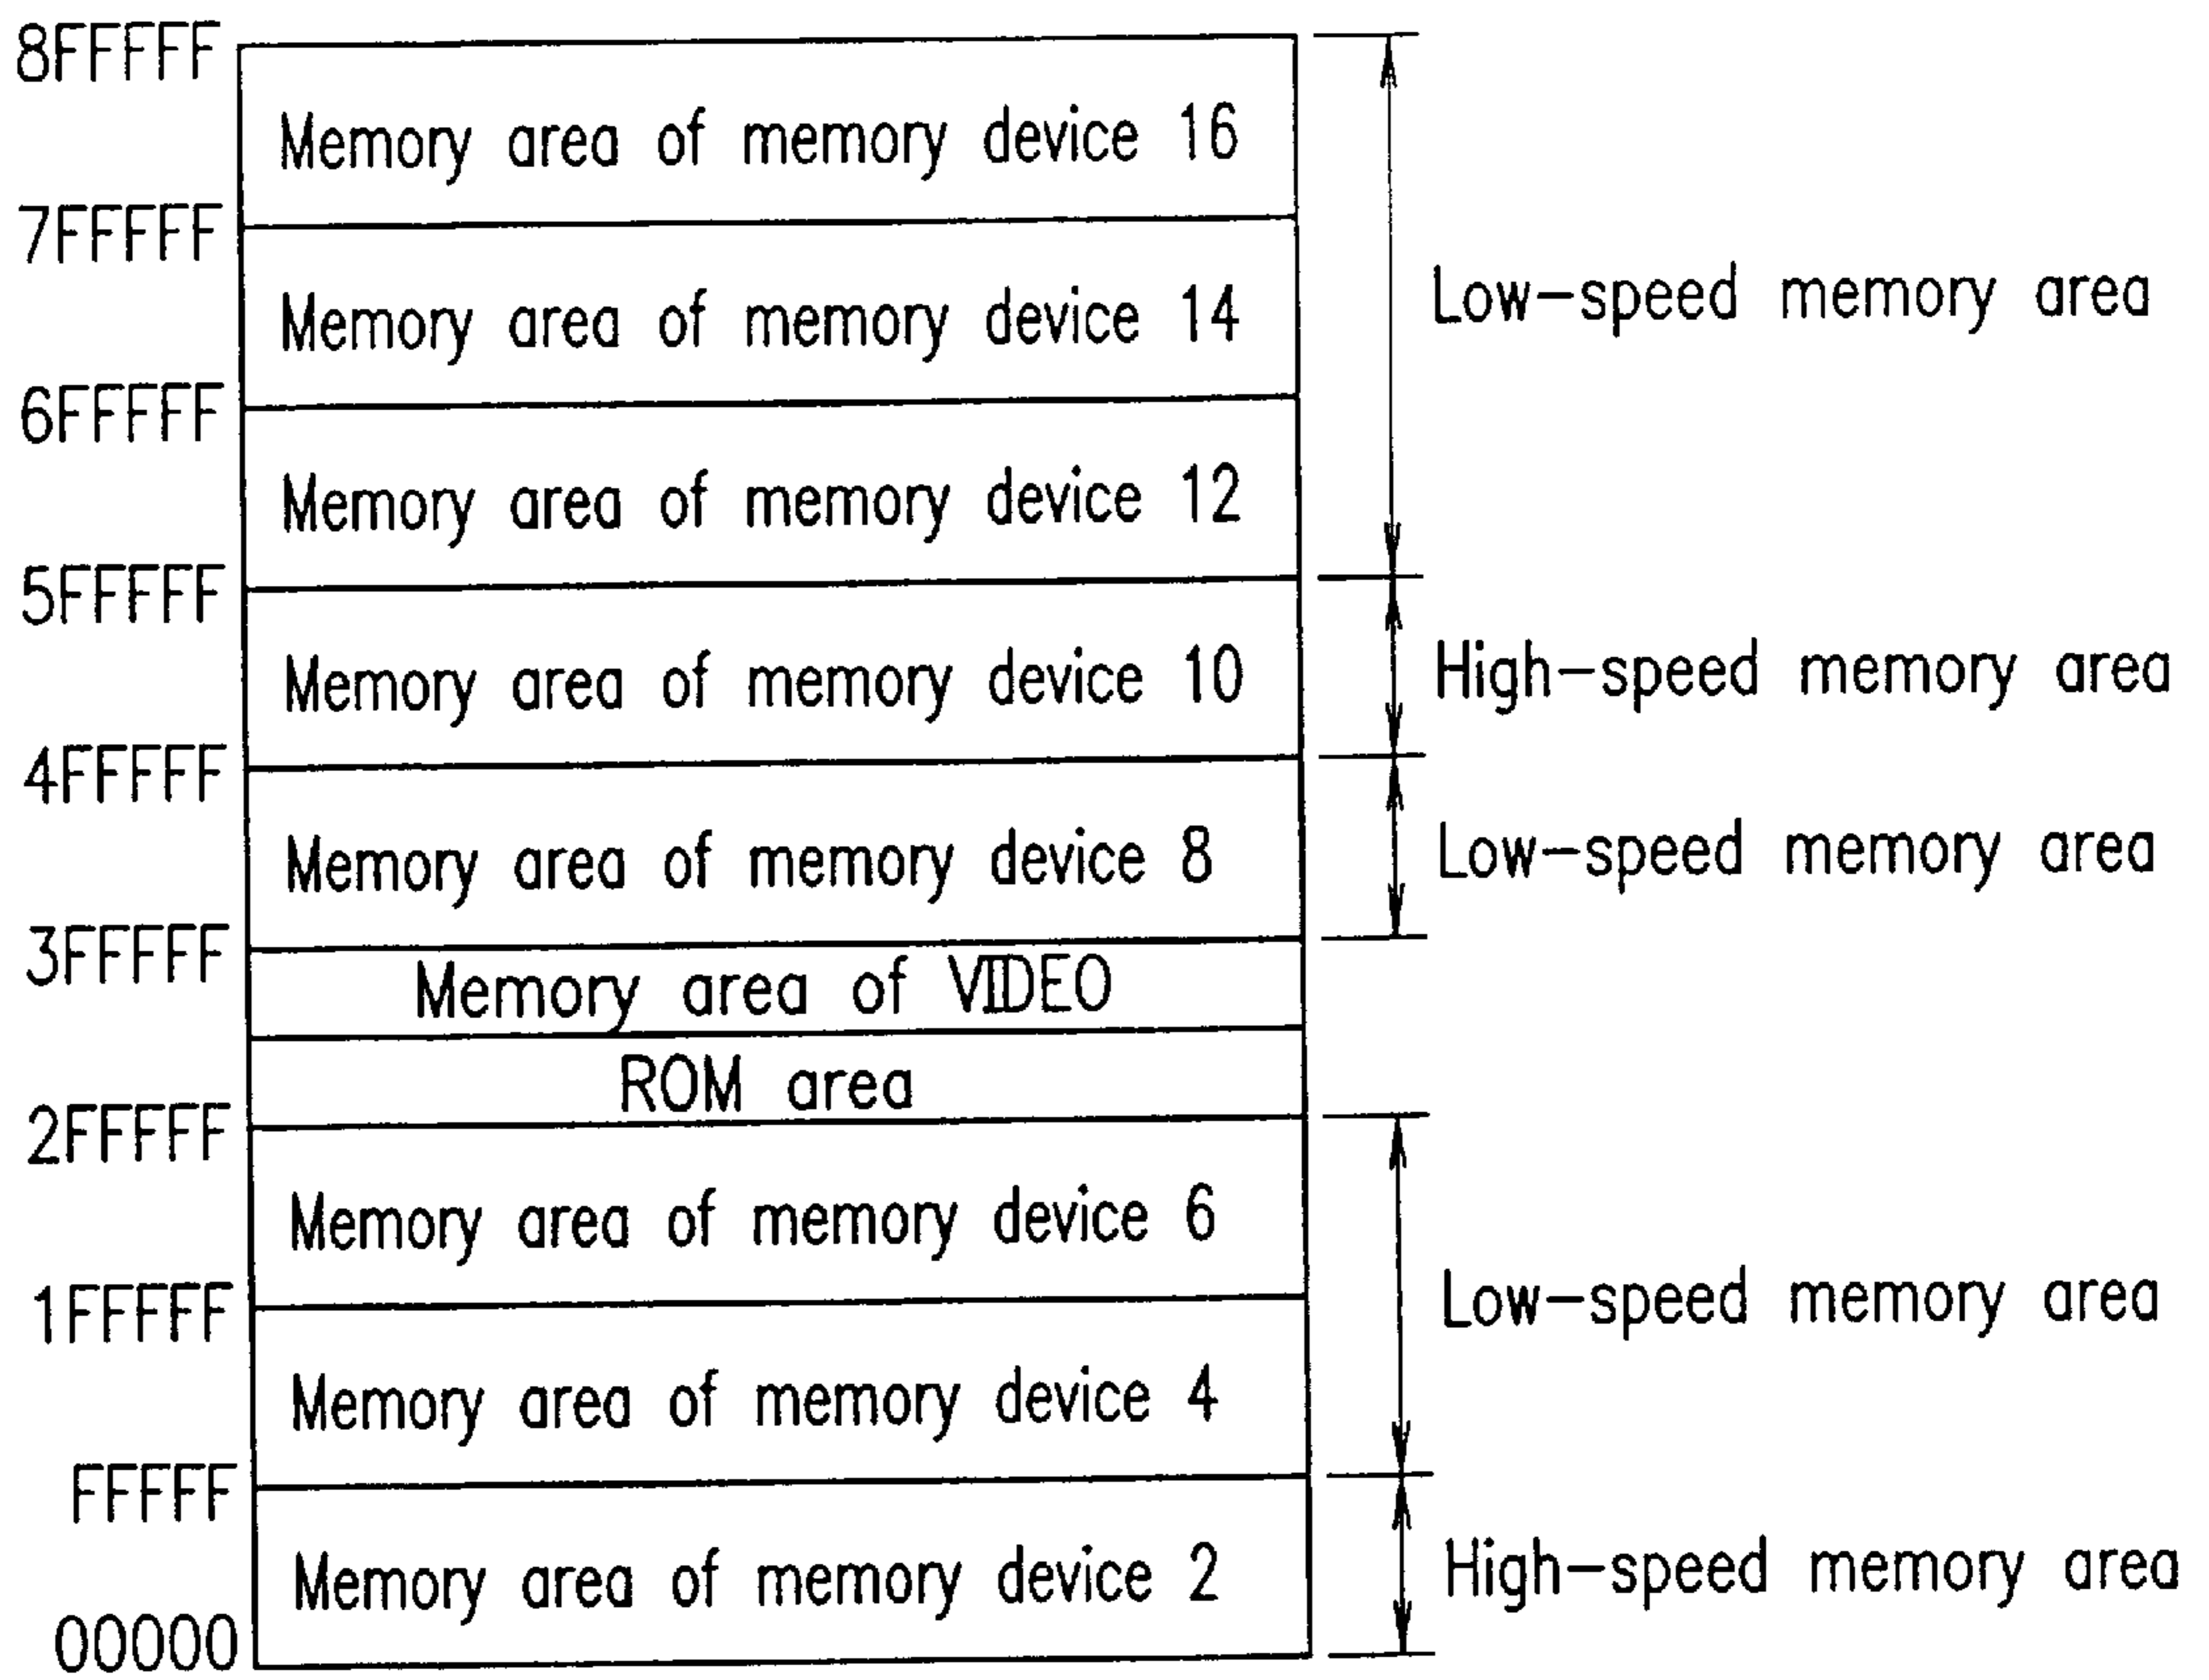 8FFFFF
Memory area of memory device 16
7FFFFF
Memory area of memory device 14
Low-speed memory area
6FFFFF
Memory area of memory device 12
5FFFFF
Memory area of memory device 10
High-speed memory area
4FFFFF
Memory area of memory device 8
Low-speed memory area
3FFFFF
Memory area of VIDEO
ROM area
2FFFFF
Memory area of memory device 6
1FFFFF
Low-speed memory area
Memory area of memory device 4
FFFFF
Memory area of memory device 2
High-speed memory area
00000